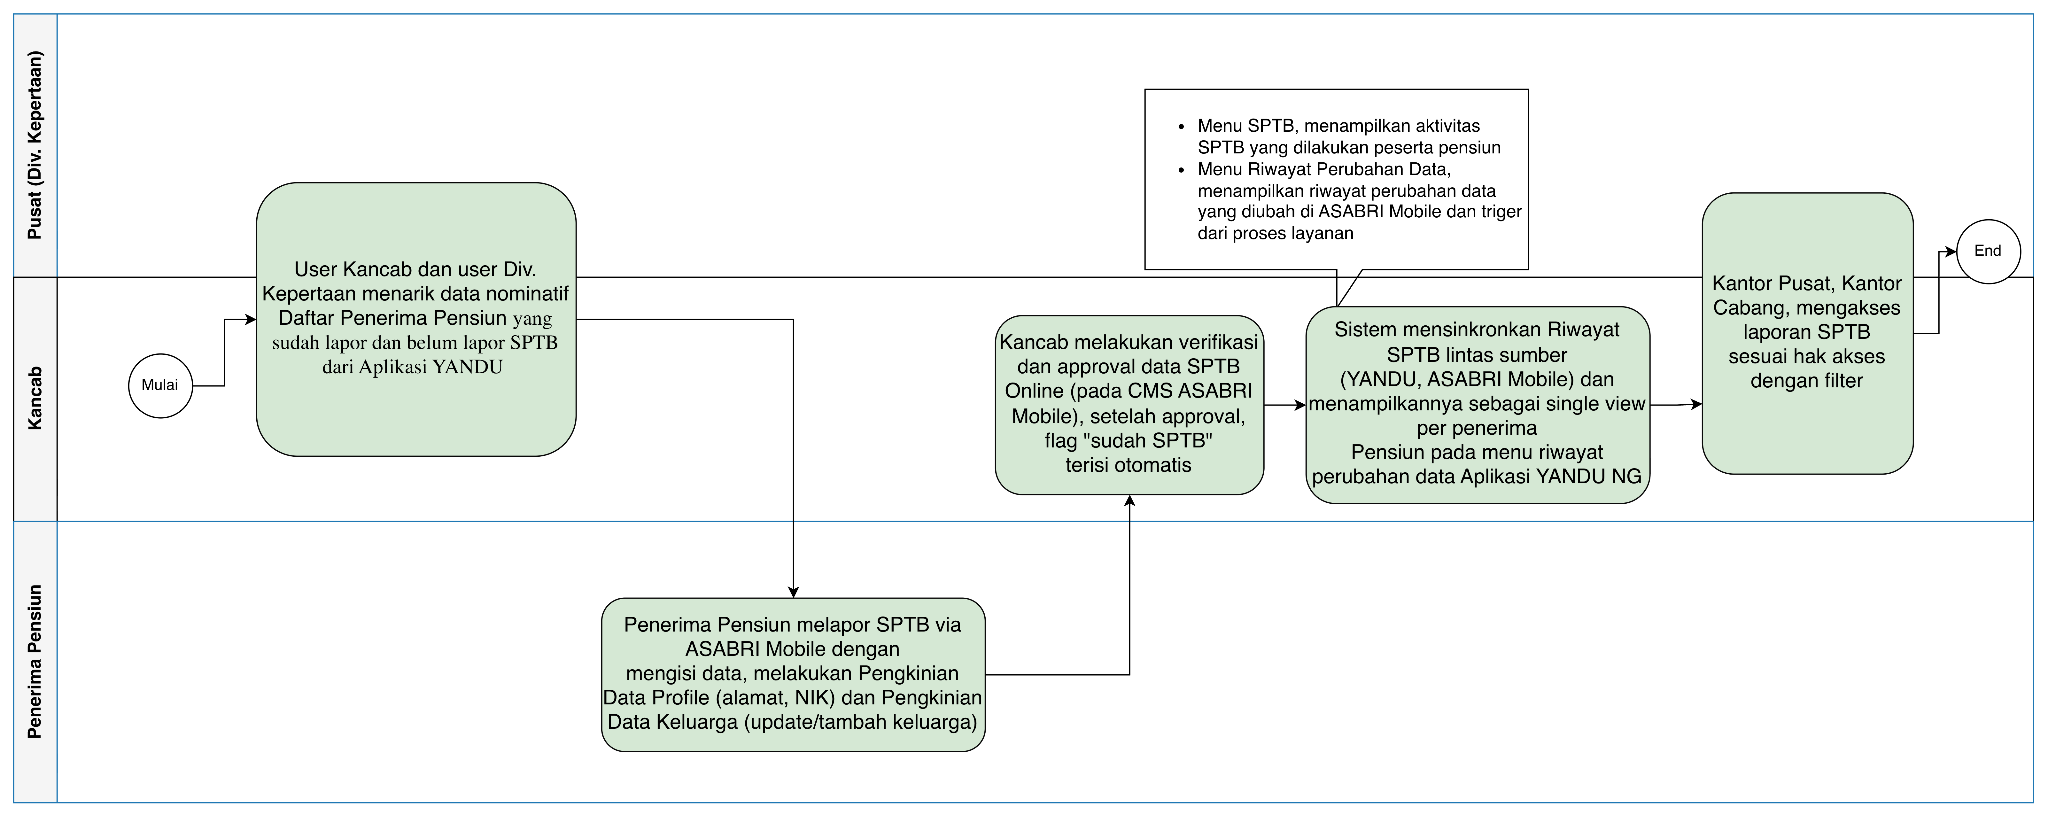 Pusat (Div. Kepertaan)
Kancab
Penerima Pensiun
Mulai
User Kancab dan user Div.
Kepertaan menarik data nominatif
Daftar Penerima Pensiun yang
sudah lapor dan belum lapor SPTB
dari Aplikasi YANDU
Penerima Pensiun melapor SPTB via
ASABRI Mobile dengan
mengisi data, melakukan Pengkinian
Data Profile (alamat, NIK) dan Pengkinian
Data Keluarga (update/tambah keluarga)
Kancab melakukan verifikasi
dan approval data SPTB
Online (pada CMS ASABRI
Mobile), setelah approval,
flag "sudah SPTB"
terisi otomatis
• Menu SPTB, menampilkan aktivitas
SPTB yang dilakukan peserta pensiun
• Menu Riwayat Perubahan Data,
menampilkan riwayat perubahan data
yang diubah di ASABRI Mobile dan triger
dari proses layanan
Sistem mensinkronkan Riwayat
SPTB lintas sumber
(YANDU, ASABRI Mobile) dan
menampilkannya sebagai single view
per penerima
Pensiun pada menu riwayat
perubahan data Aplikasi YANDU NG
Kantor Pusat, Kantor
Cabang, mengakses
laporan SPTB
sesuai hak akses
dengan filter
End